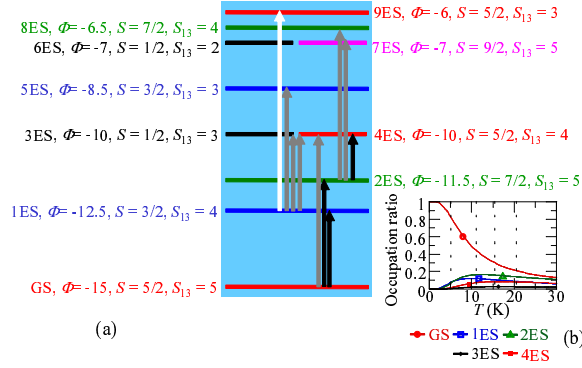 9ES, Φ= -6, S = 5/2, S13 = 3
8ES, Φ= -6.5, S = 7/2, S13 = 4
6ES, Φ= -7, S = 1/2, S13 = 2
7ES, Φ= -7, S = 9/2, S13 = 5
5ES, Φ= -8.5, S = 3/2, S13 = 3
3ES, Φ= -10, S = 1/2, S13 = 3
4ES, Φ= -10, S = 5/2, S13 = 4
2ES, Φ= -11.5, S = 7/2, S13 = 5
1ES, Φ= -12.5, S = 3/2, S13 = 4
GS, Φ= -15, S = 5/2, S13 = 5
(a)
Occupation ratio
1
0.8
0.6
0.4
0.2
0
0 10 20 30
T (K)
GS 1ES 2ES
3ES 4ES
(b)